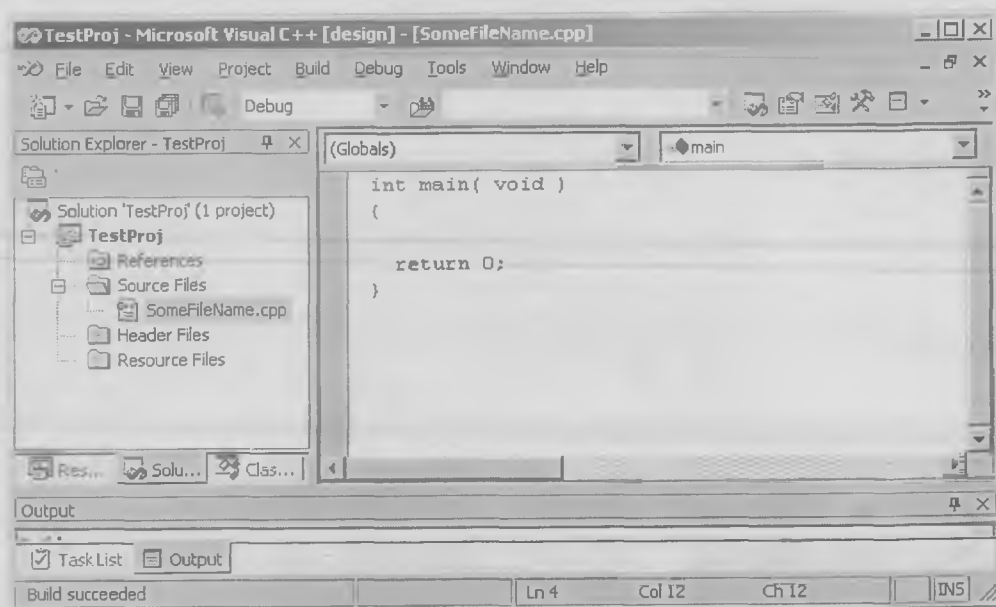 TestProj - Microsoft Visual C++ [design] - [SomeFileName.cpp]
File Edit View Project Build Debug Tools Window Help
Debug
Solution Explorer - TestProj
(Globals) main
Solution 'TestProj' (1 project)
TestProj
References
Source Files
SomeFileName.cpp
Header Files
Resource Files
int main( void )
{
return 0;
}
Res... Solu... Clas...
Output
Task List Output
Build succeeded Ln 4 Col 12 Ch 12 INS